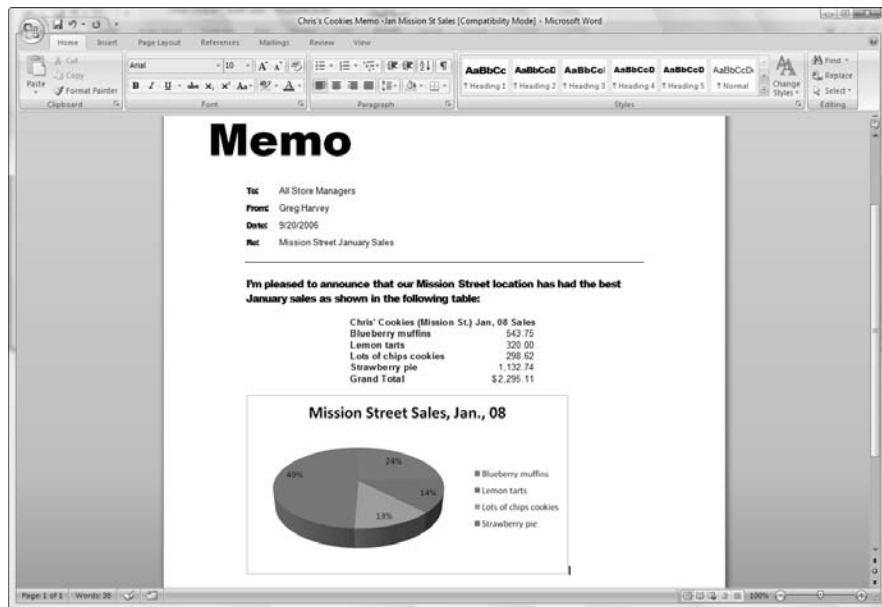 Chris's Cookies Memo -Jan Mission St Sales [Compatibility Mode] - Microsoft Word
Home Insert Page Layout References Mailings Review View
Paste
Cut
Copy
Format Painter
Clipboard
Arial 10
B I U abc x₂ x² Aa A
Font
Paragraph
AaBbCc AaBbCcD AaBbCcI AaBbCcD AaBbCcD AaBbCcD
¶ Heading 1 ¶ Heading 2 ¶ Heading 3 ¶ Heading 4 ¶ Heading 5 ¶ Normal
Styles
Change Styles
Find
Replace
Select
Editing
Memo
To: All Store Managers
From: Greg Harvey
Date: 9/20/2006
Re: Mission Street January Sales
I'm pleased to announce that our Mission Street location has had the best
January sales as shown in the following table:
Chris' Cookies (Mission St.) Jan, 08 Sales
Blueberry muffins 543.75
Lemon tarts 320.00
Lots of chips cookies 298.62
Strawberry pie 1,132.74
Grand Total $2,295.11
Mission Street Sales, Jan., 08
24%
14%
13%
49%
Blueberry muffins
Lemon tarts
Lots of chips cookies
Strawberry pie
Page: 1 of 1 Words: 38 100%